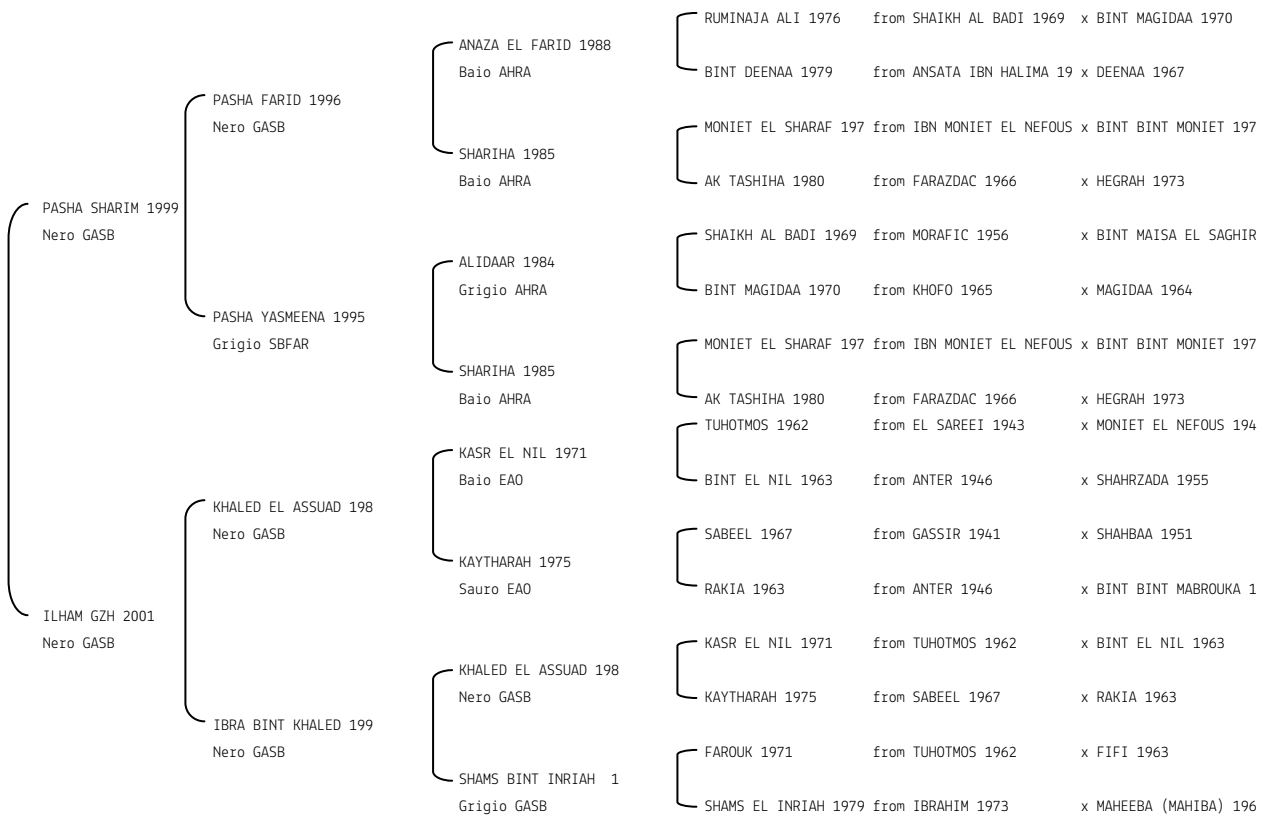 RUMINAJA ALI 1976 from SHAIKH AL BADI 1969 x BINT MAGIDAA 1970
ANAZA EL FARID 1988
Baio AHRA
BINT DEENAA 1979 from ANSATA IBN HALIMA 19 x DEENAA 1967
PASHA FARID 1996
Nero GASB
MONIET EL SHARAF 197 from IBN MONIET EL NEFOUS x BINT BINT MONIET 197
SHARIHA 1985
Baio AHRA
AK TASHIHA 1980 from FARAZDAC 1966 x HEGRAH 1973
PASHA SHARIM 1999
Nero GASB
SHAIKH AL BADI 1969 from MORAFIC 1956 x BINT MAISA EL SAGHIR
ALIDAAR 1984
Grigio AHRA
BINT MAGIDAA 1970 from KHOFO 1965 x MAGIDAA 1964
PASHA YASMEENA 1995
Grigio SBFAR
MONIET EL SHARAF 197 from IBN MONIET EL NEFOUS x BINT BINT MONIET 197
SHARIHA 1985
Baio AHRA
AK TASHIHA 1980 from FARAZDAC 1966 x HEGRAH 1973
TUHOTMOS 1962 from EL SAREEI 1943 x MONIET EL NEFOUS 194
KASR EL NIL 1971
Baio EAO
BINT EL NIL 1963 from ANTER 1946 x SHAHRZADA 1955
KHALED EL ASSUAD 198
Nero GASB
SABEEL 1967 from GASSIR 1941 x SHAHBAA 1951
KAYTHARAH 1975
Sauro EAO
RAKIA 1963 from ANTER 1946 x BINT BINT MABROUKA 1
ILHAM GZH 2001
Nero GASB
KASR EL NIL 1971 from TUHOTMOS 1962 x BINT EL NIL 1963
KHALED EL ASSUAD 198
Nero GASB
KAYTHARAH 1975 from SABEEL 1967 x RAKIA 1963
IBRA BINT KHALED 199
Nero GASB
FAROUK 1971 from TUHOTMOS 1962 x FIFI 1963
SHAMS BINT INRIAH 1
Grigio GASB
SHAMS EL INRIAH 1979 from IBRAHIM 1973 x MAHEEBA (MAHIBA) 196